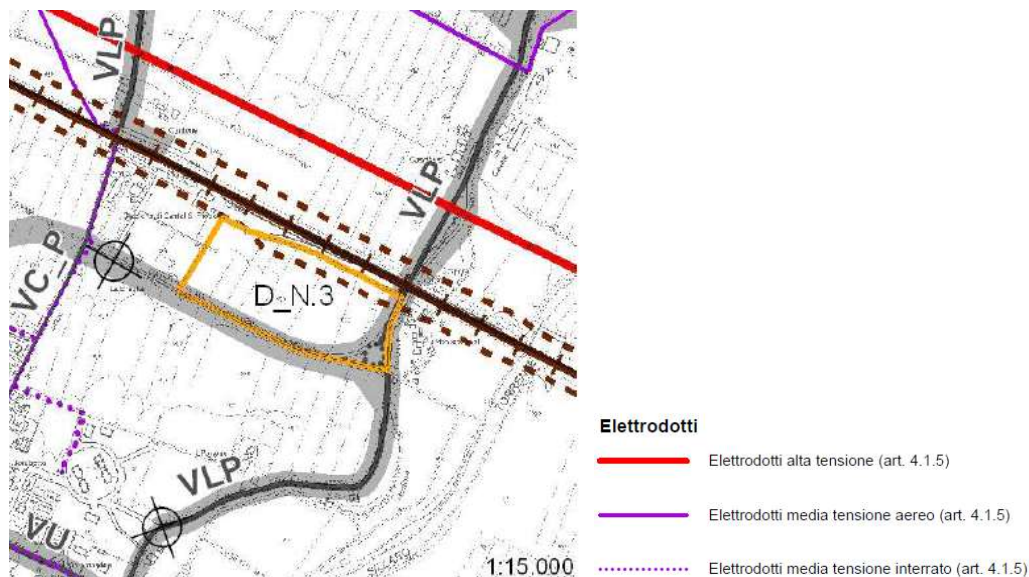 VLP
VLP
VC_P
D_N.3
VLP
VU
1:15.000
Elettrodotti
Elettrodotti alta tensione (art. 4.1.5)
Elettrodotti media tensione aereo (art. 4.1.5)
Elettrodotti media tensione interrato (art. 4.1.5)